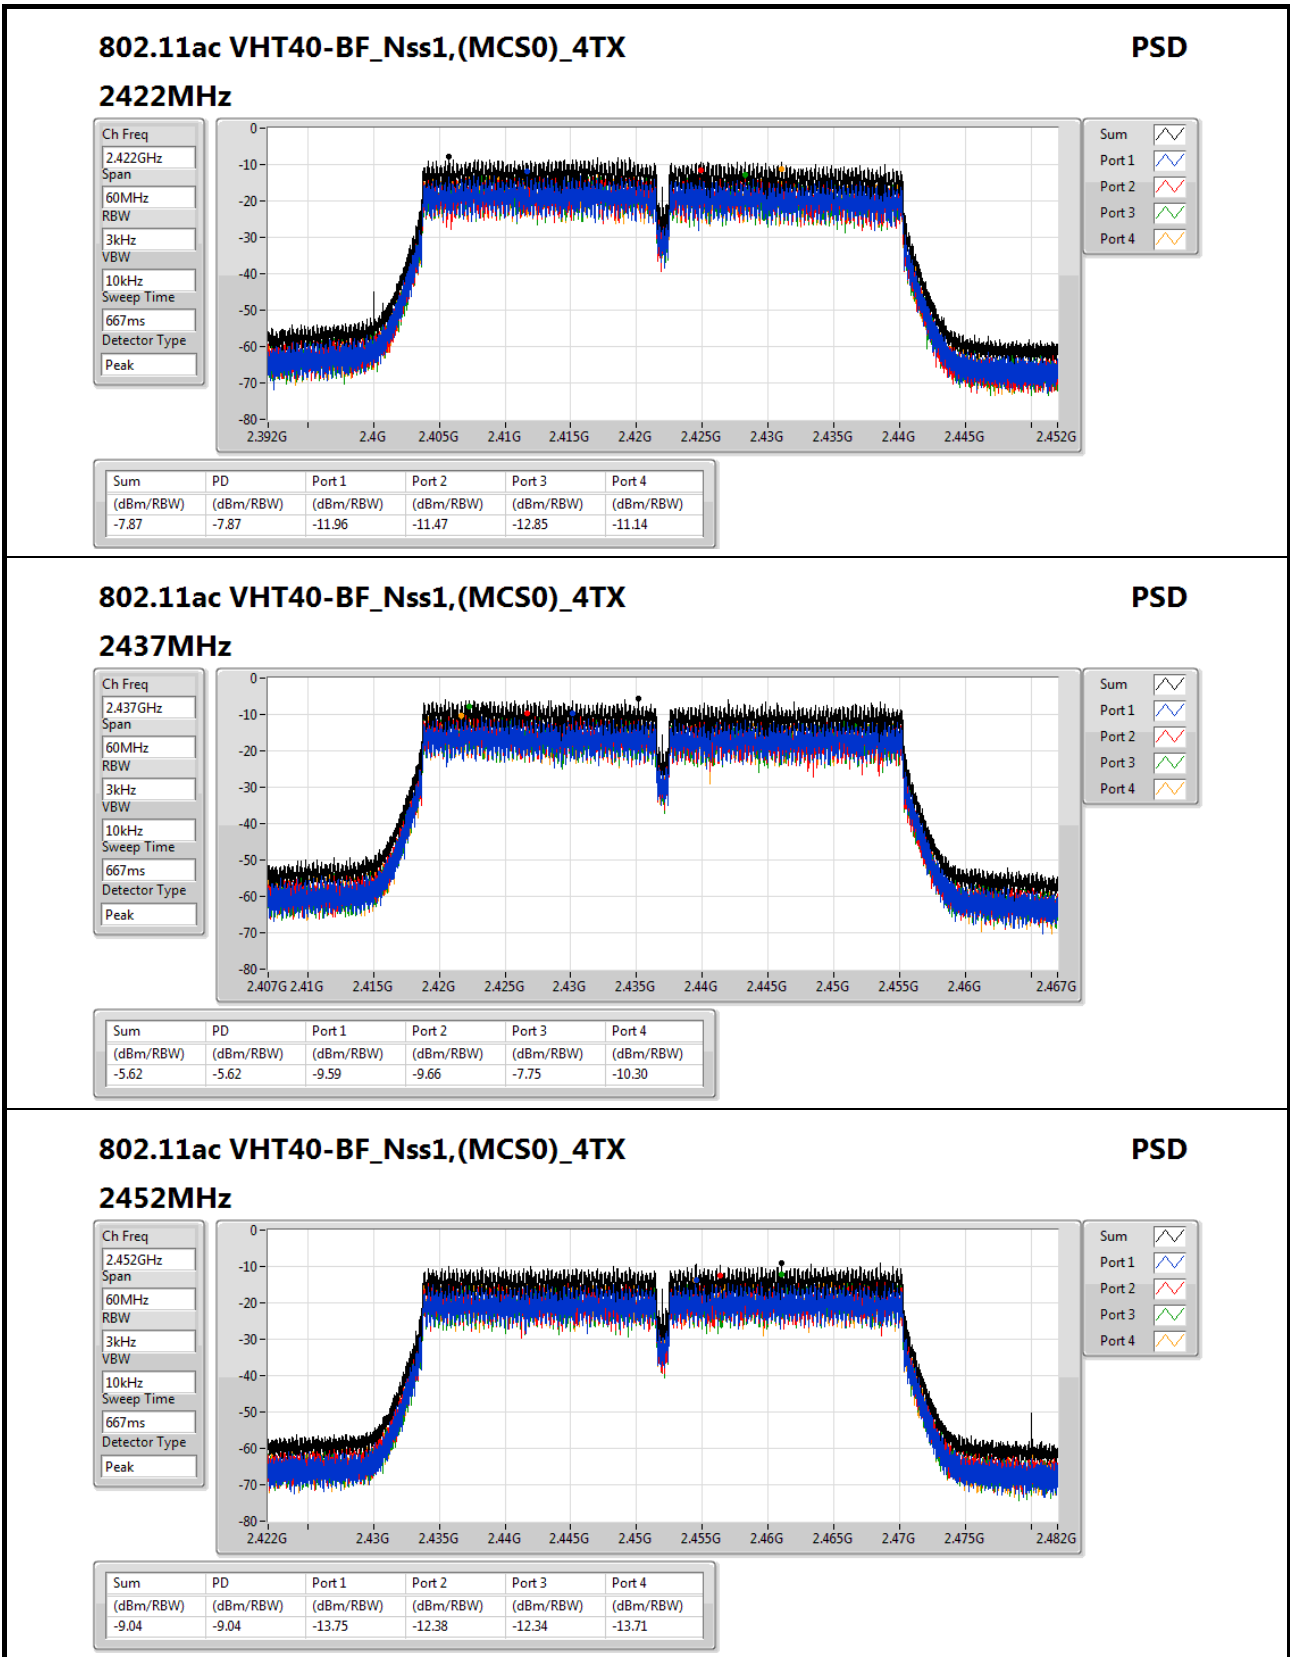 802.11ac VHT40-BF_Nss1,(MCS0)_4TX PSD
2422MHz
Ch Freq
2.422GHz
Span
60MHz
RBW
3kHz
VBW
10kHz
Sweep Time
667ms
Detector Type
Peak
0
-10
-20
-30
-40
-50
-60
-70
-80
2.392G 2.4G 2.405G 2.41G 2.415G 2.42G 2.425G 2.43G 2.435G 2.44G 2.445G 2.452G
Sum
Port 1
Port 2
Port 3
Port 4
Sum PD Port 1 Port 2 Port 3 Port 4
(dBm/RBW) (dBm/RBW) (dBm/RBW) (dBm/RBW) (dBm/RBW) (dBm/RBW)
-7.87 -7.87 -11.96 -11.47 -12.85 -11.14
802.11ac VHT40-BF_Nss1,(MCS0)_4TX PSD
2437MHz
Ch Freq
2.437GHz
Span
60MHz
RBW
3kHz
VBW
10kHz
Sweep Time
667ms
Detector Type
Peak
0
-10
-20
-30
-40
-50
-60
-70
-80
2.407G 2.41G 2.415G 2.42G 2.425G 2.43G 2.435G 2.44G 2.445G 2.45G 2.455G 2.46G 2.467G
Sum
Port 1
Port 2
Port 3
Port 4
Sum PD Port 1 Port 2 Port 3 Port 4
(dBm/RBW) (dBm/RBW) (dBm/RBW) (dBm/RBW) (dBm/RBW) (dBm/RBW)
-5.62 -5.62 -9.59 -9.66 -7.75 -10.30
802.11ac VHT40-BF_Nss1,(MCS0)_4TX PSD
2452MHz
Ch Freq
2.452GHz
Span
60MHz
RBW
3kHz
VBW
10kHz
Sweep Time
667ms
Detector Type
Peak
0
-10
-20
-30
-40
-50
-60
-70
-80
2.422G 2.43G 2.435G 2.44G 2.445G 2.45G 2.455G 2.46G 2.465G 2.47G 2.475G 2.482G
Sum
Port 1
Port 2
Port 3
Port 4
Sum PD Port 1 Port 2 Port 3 Port 4
(dBm/RBW) (dBm/RBW) (dBm/RBW) (dBm/RBW) (dBm/RBW) (dBm/RBW)
-9.04 -9.04 -13.75 -12.38 -12.34 -13.71